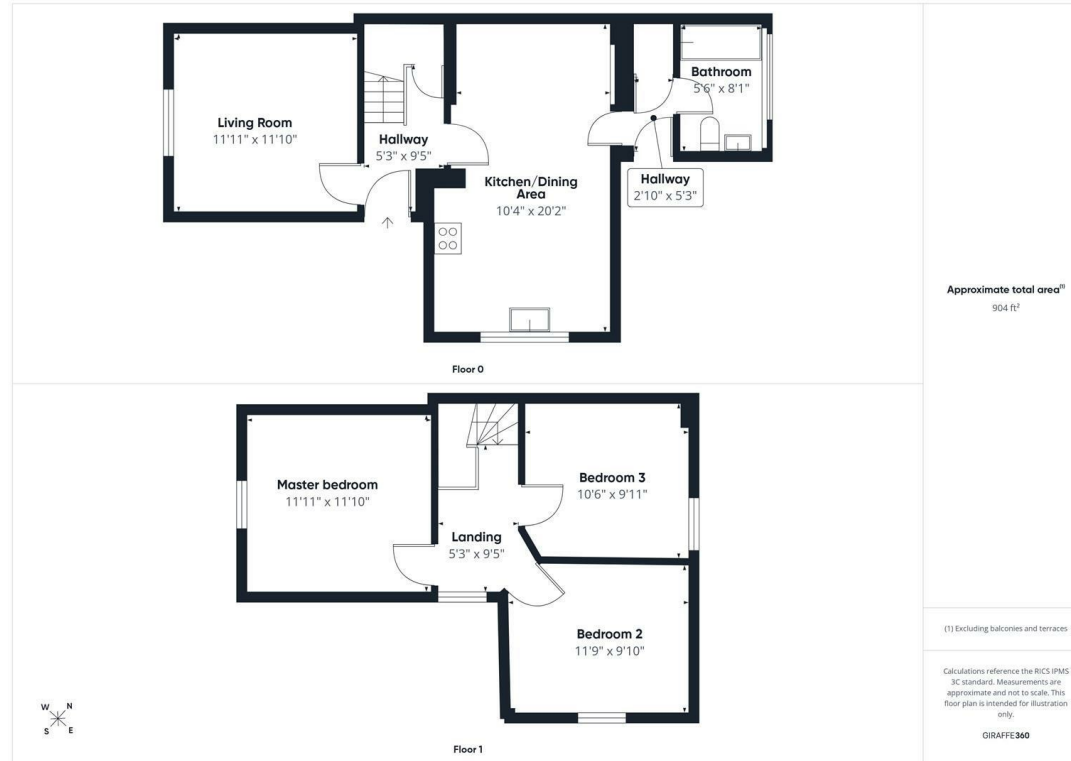 Living Room
11'11" x 11'10"
Hallway
5'3" x 9'5"
Kitchen/Dining
Area
10'4" x 20'2"
Bathroom
5'6" x 8'1"
Hallway
2'10" x 5'3"
Floor 0
Master bedroom
11'11" x 11'10"
Landing
5'3" x 9'5"
Bedroom 3
10'6" x 9'11"
Bedroom 2
11'9" x 9'10"
W N
S E
Floor 1
Approximate total area(1)
904 ft²
(1) Excluding balconies and terraces
Calculations reference the RICS IPMS
3C standard. Measurements are
approximate and not to scale. This
floor plan is intended for illustration
only.
GIRAFFE360